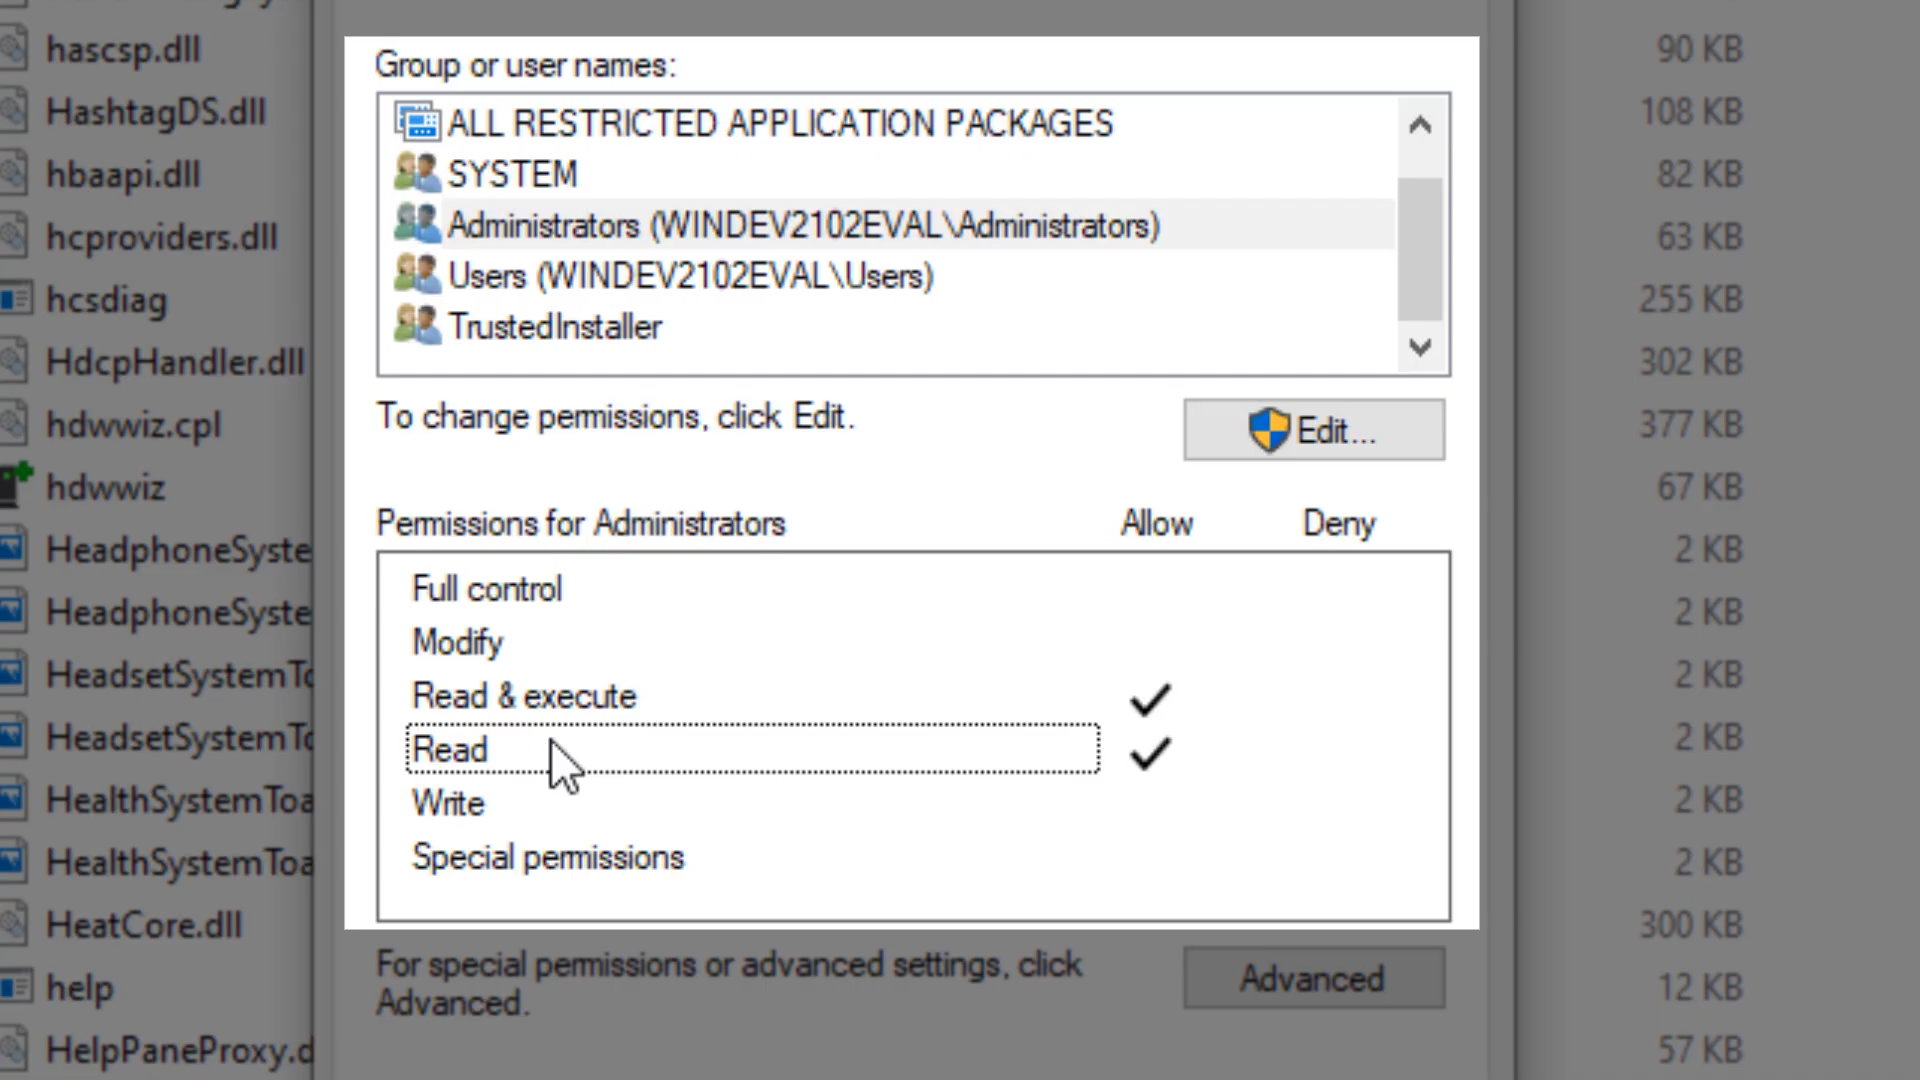 hascsp.dll 90 KB
HashtagDS.dll 108 KB
hbaapi.dll 82 KB
hcproviders.dll 63 KB
hcsdiag 255 KB
HdcpHandler.dll 302 KB
hdwwiz.cpl 377 KB
hdwwiz 67 KB
HeadphoneSyste 2 KB
HeadphoneSyste 2 KB
HeadsetSystemTo 2 KB
HeadsetSystemTo 2 KB
HealthSystemToa 2 KB
HealthSystemToa 2 KB
HeatCore.dll 300 KB
help 12 KB
HelpPaneProxy.d 57 KB
Group or user names:
ALL RESTRICTED APPLICATION PACKAGES
SYSTEM
Administrators (WINDEV2102EVAL\Administrators)
Users (WINDEV2102EVAL\Users)
TrustedInstaller
To change permissions, click Edit.
Edit...
Permissions for Administrators Allow Deny
Full control
Modify
Read & execute
Read
Write
Special permissions
For special permissions or advanced settings, click
Advanced.
Advanced